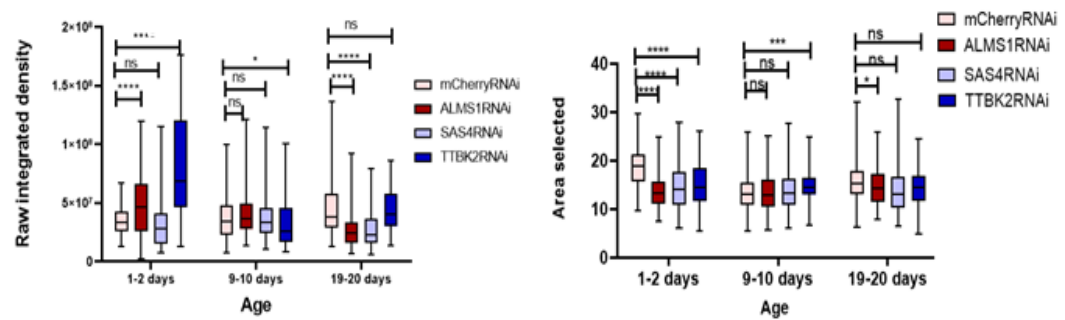 Raw integrated density
2×10⁸
1.5×10⁸
1×10⁸
5×10⁷
0
****
ns
****
*
ns
ns
ns
****
****
1-2 days
9-10 days
19-20 days
Age
mCherryRNAi
ALMS1RNAi
SAS4RNAi
TTBK2RNAi
Area selected
40
30
20
10
0
****
****
****
***
ns
ns
ns
ns
*
1-2 days
9-10 days
19-20 days
Age
mCherryRNAi
ALMS1RNAi
SAS4RNAi
TTBK2RNAi